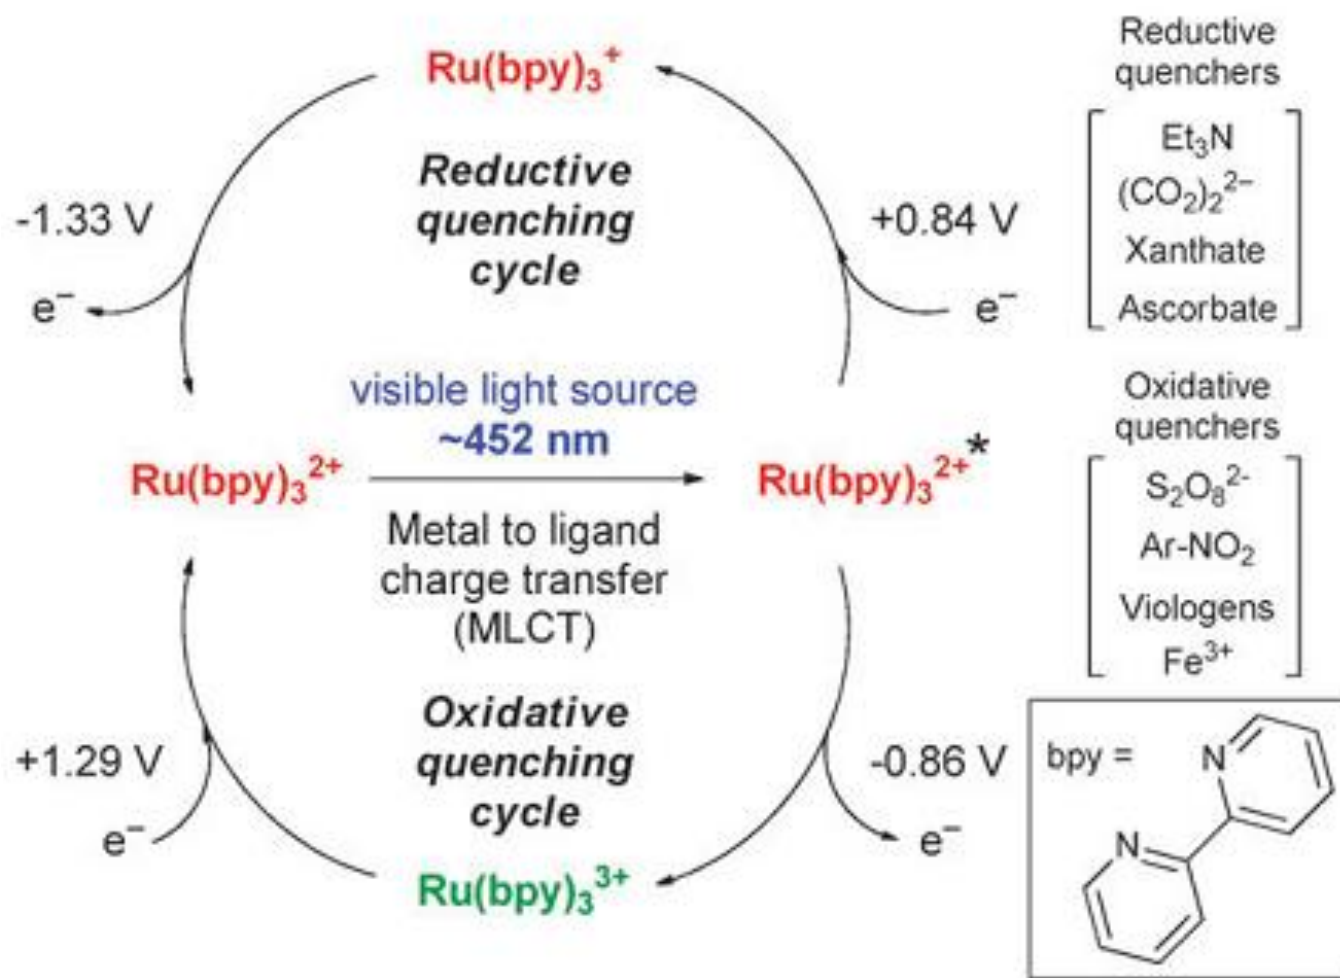 Ru(bpy)₃⁺
Reductive
quenching
cycle
-1.33 V
e⁻
+0.84 V
e⁻
Reductive
quenchers
Et₃N
(CO₂)₂²⁻
Xanthate
Ascorbate
visible light source
~452 nm
Ru(bpy)₃²⁺
Ru(bpy)₃²⁺*
Metal to ligand
charge transfer
(MLCT)
Oxidative
quenchers
S₂O₈²⁻
Ar-NO₂
Viologens
Fe³⁺
Oxidative
quenching
cycle
+1.29 V
e⁻
-0.86 V
e⁻
Ru(bpy)₃³⁺
bpy =
N
N